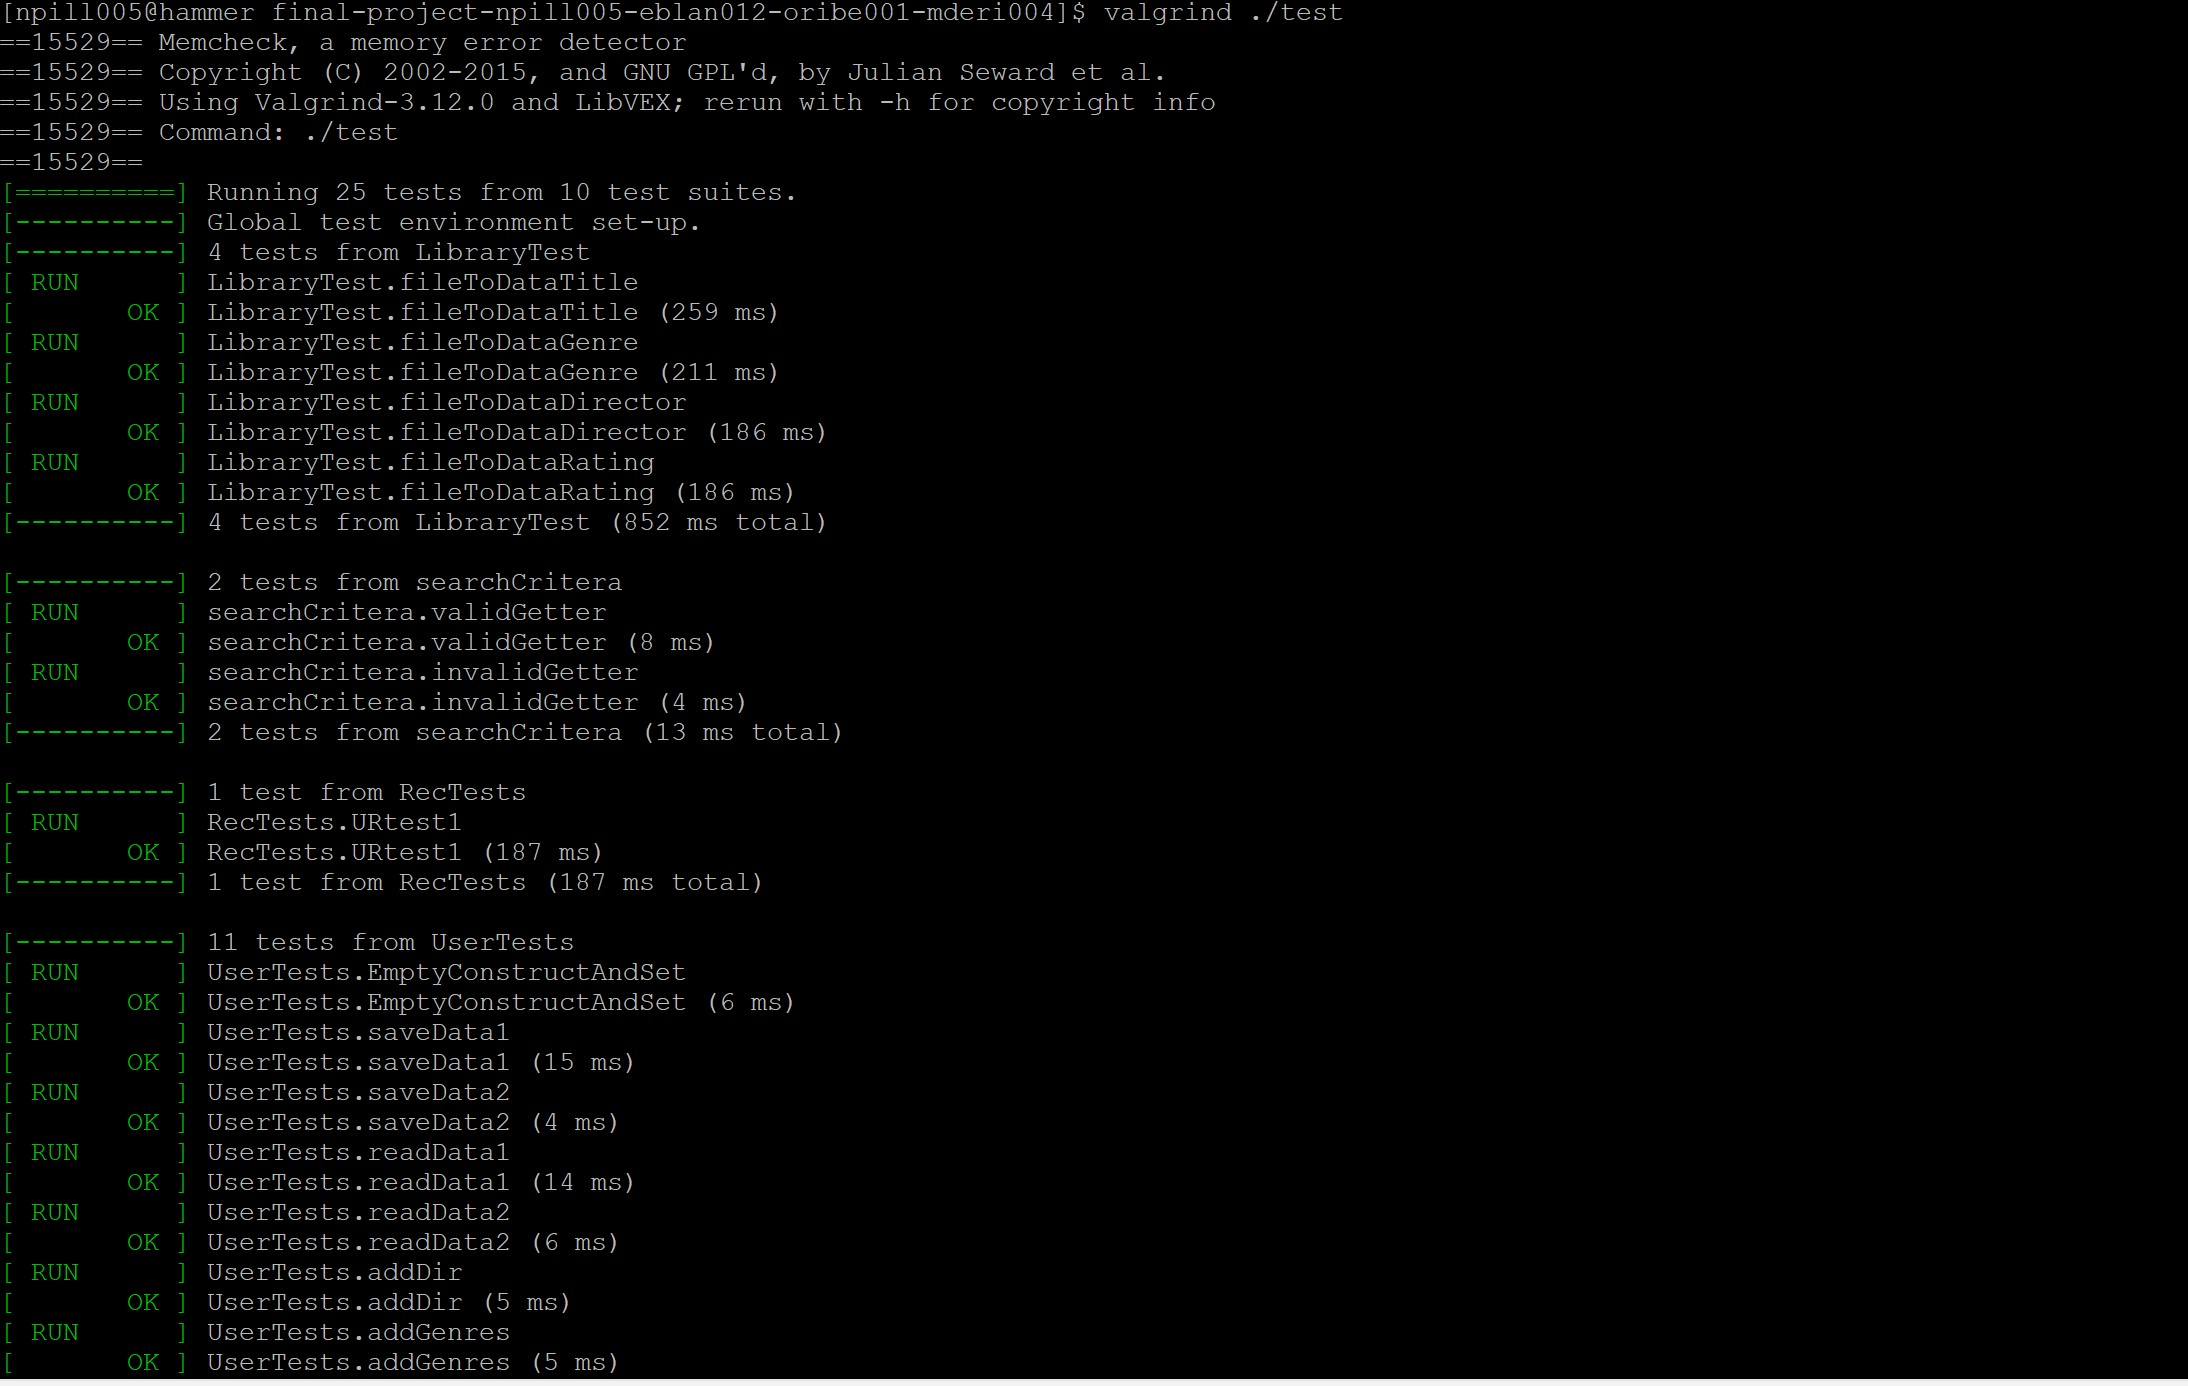 [npill005@hammer final-project-npill005-eblan012-oribe001-mderi004]$ valgrind ./test
==15529== Memcheck, a memory error detector
==15529== Copyright (C) 2002-2015, and GNU GPL'd, by Julian Seward et al.
==15529== Using Valgrind-3.12.0 and LibVEX; rerun with -h for copyright info
==15529== Command: ./test
==15529==
[==========] Running 25 tests from 10 test suites.
[----------] Global test environment set-up.
[----------] 4 tests from LibraryTest
[ RUN      ] LibraryTest.fileToDataTitle
[       OK ] LibraryTest.fileToDataTitle (259 ms)
[ RUN      ] LibraryTest.fileToDataGenre
[       OK ] LibraryTest.fileToDataGenre (211 ms)
[ RUN      ] LibraryTest.fileToDataDirector
[       OK ] LibraryTest.fileToDataDirector (186 ms)
[ RUN      ] LibraryTest.fileToDataRating
[       OK ] LibraryTest.fileToDataRating (186 ms)
[----------] 4 tests from LibraryTest (852 ms total)

[----------] 2 tests from searchCritera
[ RUN      ] searchCritera.validGetter
[       OK ] searchCritera.validGetter (8 ms)
[ RUN      ] searchCritera.invalidGetter
[       OK ] searchCritera.invalidGetter (4 ms)
[----------] 2 tests from searchCritera (13 ms total)

[----------] 1 test from RecTests
[ RUN      ] RecTests.URtest1
[       OK ] RecTests.URtest1 (187 ms)
[----------] 1 test from RecTests (187 ms total)

[----------] 11 tests from UserTests
[ RUN      ] UserTests.EmptyConstructAndSet
[       OK ] UserTests.EmptyConstructAndSet (6 ms)
[ RUN      ] UserTests.saveData1
[       OK ] UserTests.saveData1 (15 ms)
[ RUN      ] UserTests.saveData2
[       OK ] UserTests.saveData2 (4 ms)
[ RUN      ] UserTests.readData1
[       OK ] UserTests.readData1 (14 ms)
[ RUN      ] UserTests.readData2
[       OK ] UserTests.readData2 (6 ms)
[ RUN      ] UserTests.addDir
[       OK ] UserTests.addDir (5 ms)
[ RUN      ] UserTests.addGenres
[       OK ] UserTests.addGenres (5 ms)